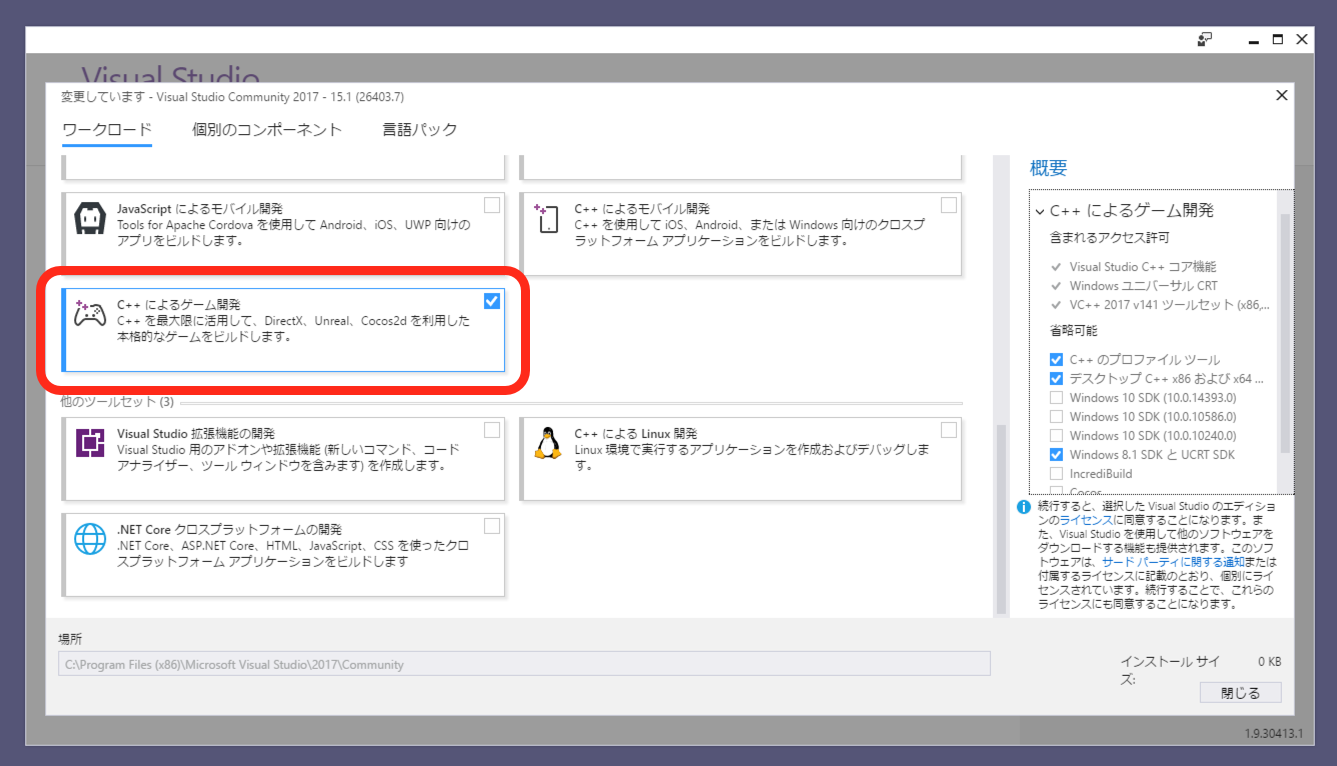 Visual Studio
変更しています - Visual Studio Community 2017 - 15.1 (26403.7)
ワークロード 個別のコンポーネント 言語パック
JavaScript によるモバイル開発
Tools for Apache Cordova を使用して Android、iOS、UWP 向けの
アプリをビルドします。
C++ によるモバイル開発
C++ を使用して iOS、Android、または Windows 向けのクロスプ
ラットフォーム アプリケーションをビルドします。
C++ によるゲーム開発
C++ を最大限に活用して、DirectX、Unreal、Cocos2d を利用した
本格的なゲームをビルドします。
他のツールセット (3)
Visual Studio 拡張機能の開発
Visual Studio 用のアドオンや拡張機能 (新しいコマンド、コード
アナライザー、ツール ウィンドウを含みます) を作成します。
C++ による Linux 開発
Linux 環境で実行するアプリケーションを作成およびデバッグしま
す。
.NET Core クロスプラットフォームの開発
.NET Core、ASP.NET Core、HTML、JavaScript、CSS を使ったクロ
スプラットフォーム アプリケーションをビルドします
概要
C++ によるゲーム開発
含まれるアクセス許可
Visual Studio C++ コア機能
Windows ユニバーサル CRT
VC++ 2017 v141 ツールセット (x86,...
省略可能
C++ のプロファイル ツール
デスクトップ C++ x86 および x64 ...
Windows 10 SDK (10.0.14393.0)
Windows 10 SDK (10.0.10586.0)
Windows 10 SDK (10.0.10240.0)
Windows 8.1 SDK と UCRT SDK
IncrediBuild
Cocos
続行すると、選択した Visual Studio のエディショ
ンのライセンスに同意することになります。ま
た、Visual Studio を使用して他のソフトウェアを
ダウンロードする機能も提供されます。このソフ
トウェアは、サード パーティに関する通知または
付属するライセンスに記載のとおり、個別にライ
センスされています。続行することで、これらの
ライセンスにも同意することになります。
場所
C:\Program Files (x86)\Microsoft Visual Studio\2017\Community
インストール サイ
ズ:
0 KB
閉じる
1.9.30413.1